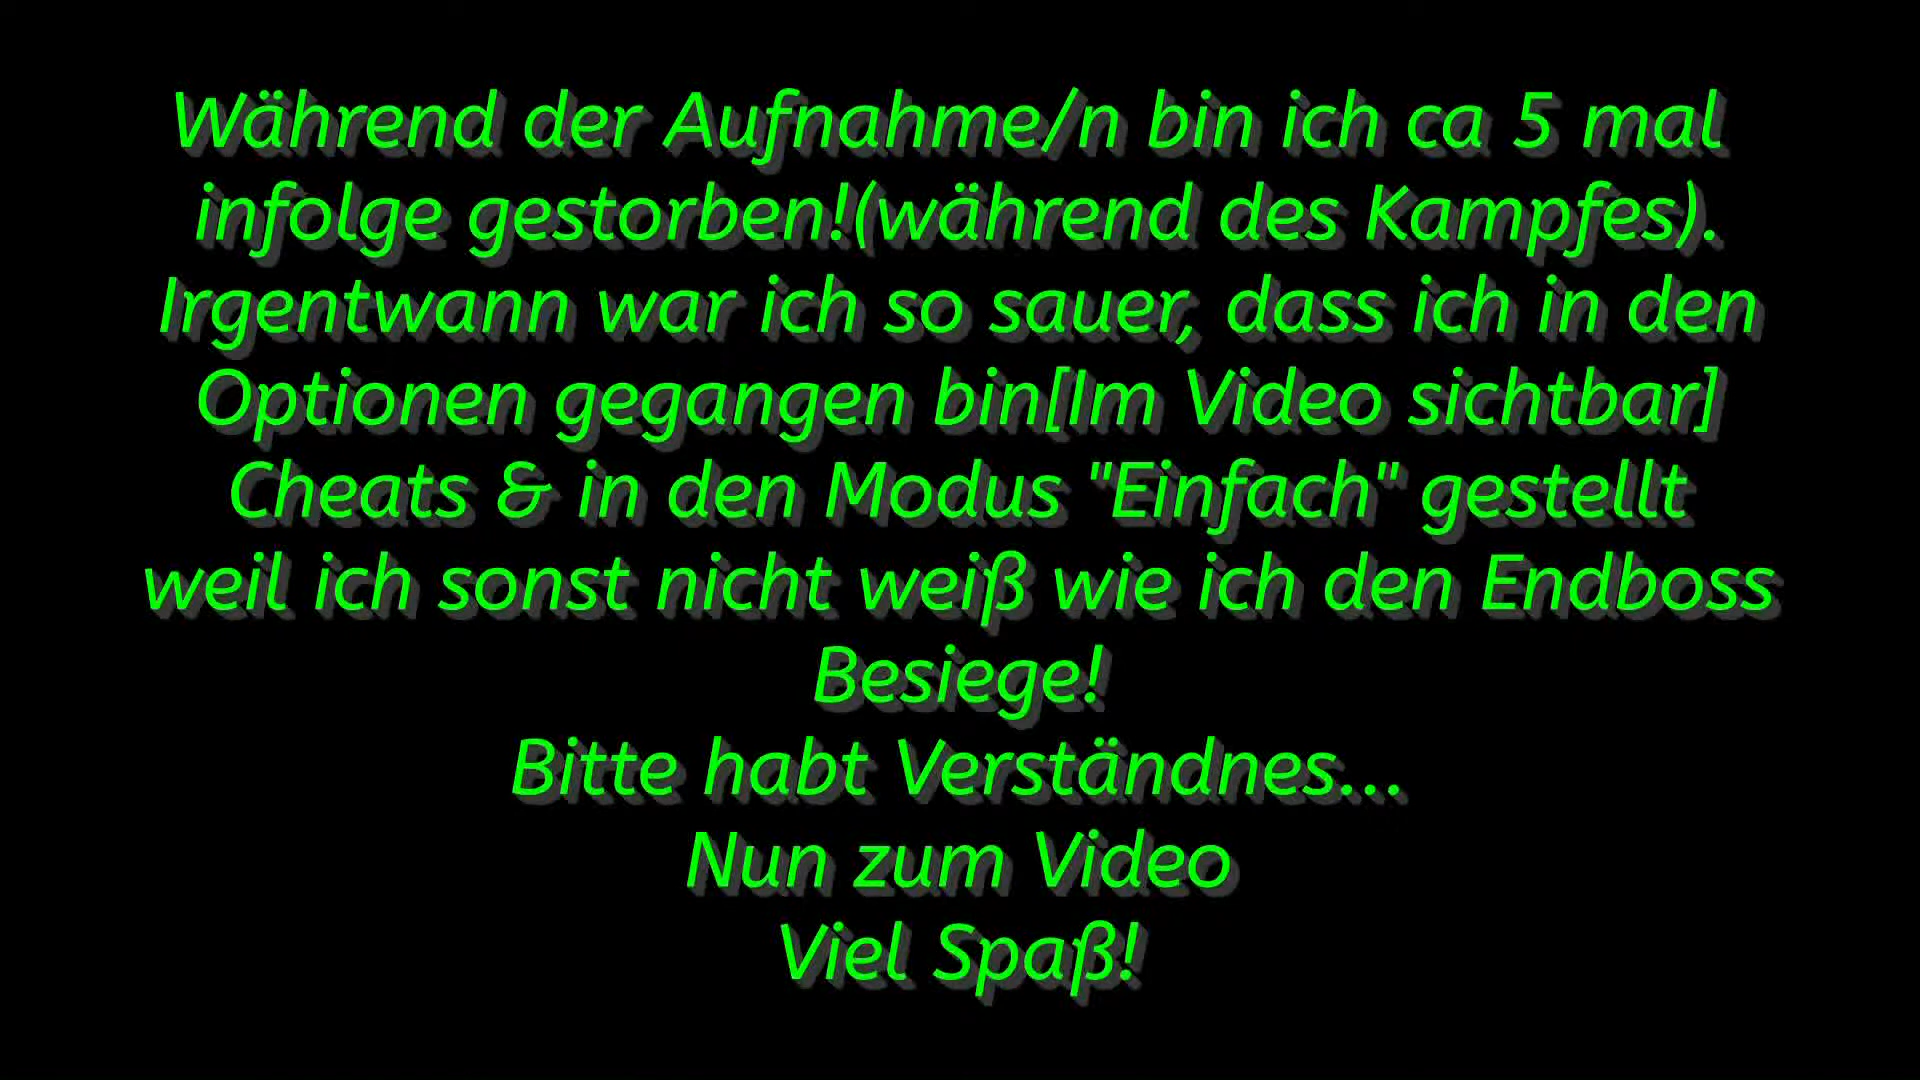 Während der Aufnahme/n bin ich ca 5 mal
infolge gestorben!(während des Kampfes).
Irgentwann war ich so sauer, dass ich in den
Optionen gegangen bin[Im Video sichtbar]
Cheats & in den Modus "Einfach" gestellt
weil ich sonst nicht weiß wie ich den Endboss
Besiege!
Bitte habt Verständnes...
Nun zum Video
Viel Spaß!